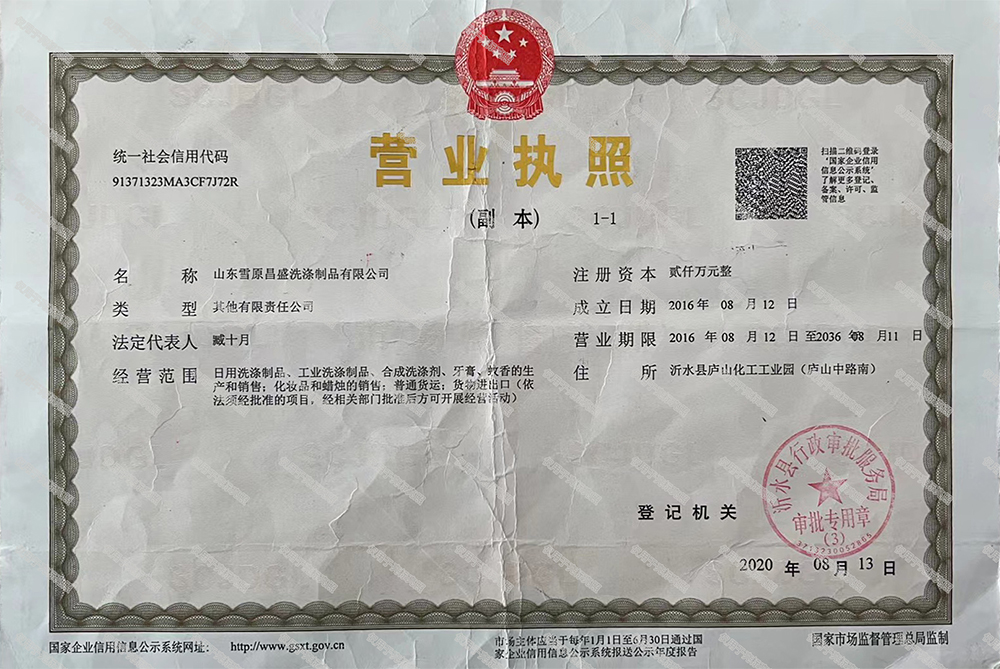 统一社会信用代码
91371323MA3CF7J72R
营业执照
(副 本) 1-1
扫描二维码登录
‘国家企业信用
信息公示系统’
了解更多登记、
备案、许可、监
管信息
名称 山东雪原昌盛洗涤制品有限公司
类型 其他有限责任公司
法定代表人 臧十月
经营范围 日用洗涤制品、工业洗涤制品、合成洗涤剂、牙膏、蚊香的生
产和销售；化妆品和蜡烛的销售；普通货运；货物进出口（依
法须经批准的项目，经相关部门批准后方可开展经营活动）
注册资本 贰仟万元整
成立日期 2016 年 08 月 12 日
营业期限 2016 年 08 月 12 日 至2036 年08 月11 日
住所 沂水县庐山化工工业园（庐山中路南）
登记机关
沂水县行政审批服务局
审批专用章
(3)
3713230052865
2020 年 08 月 13 日
国家企业信用信息公示系统网址： http://www.gsxt.gov.cn
市场主体应当于每年1月1日至6月30日通过国
家企业信用信息公示系统报送公示年度报告
国家市场监督管理总局监制